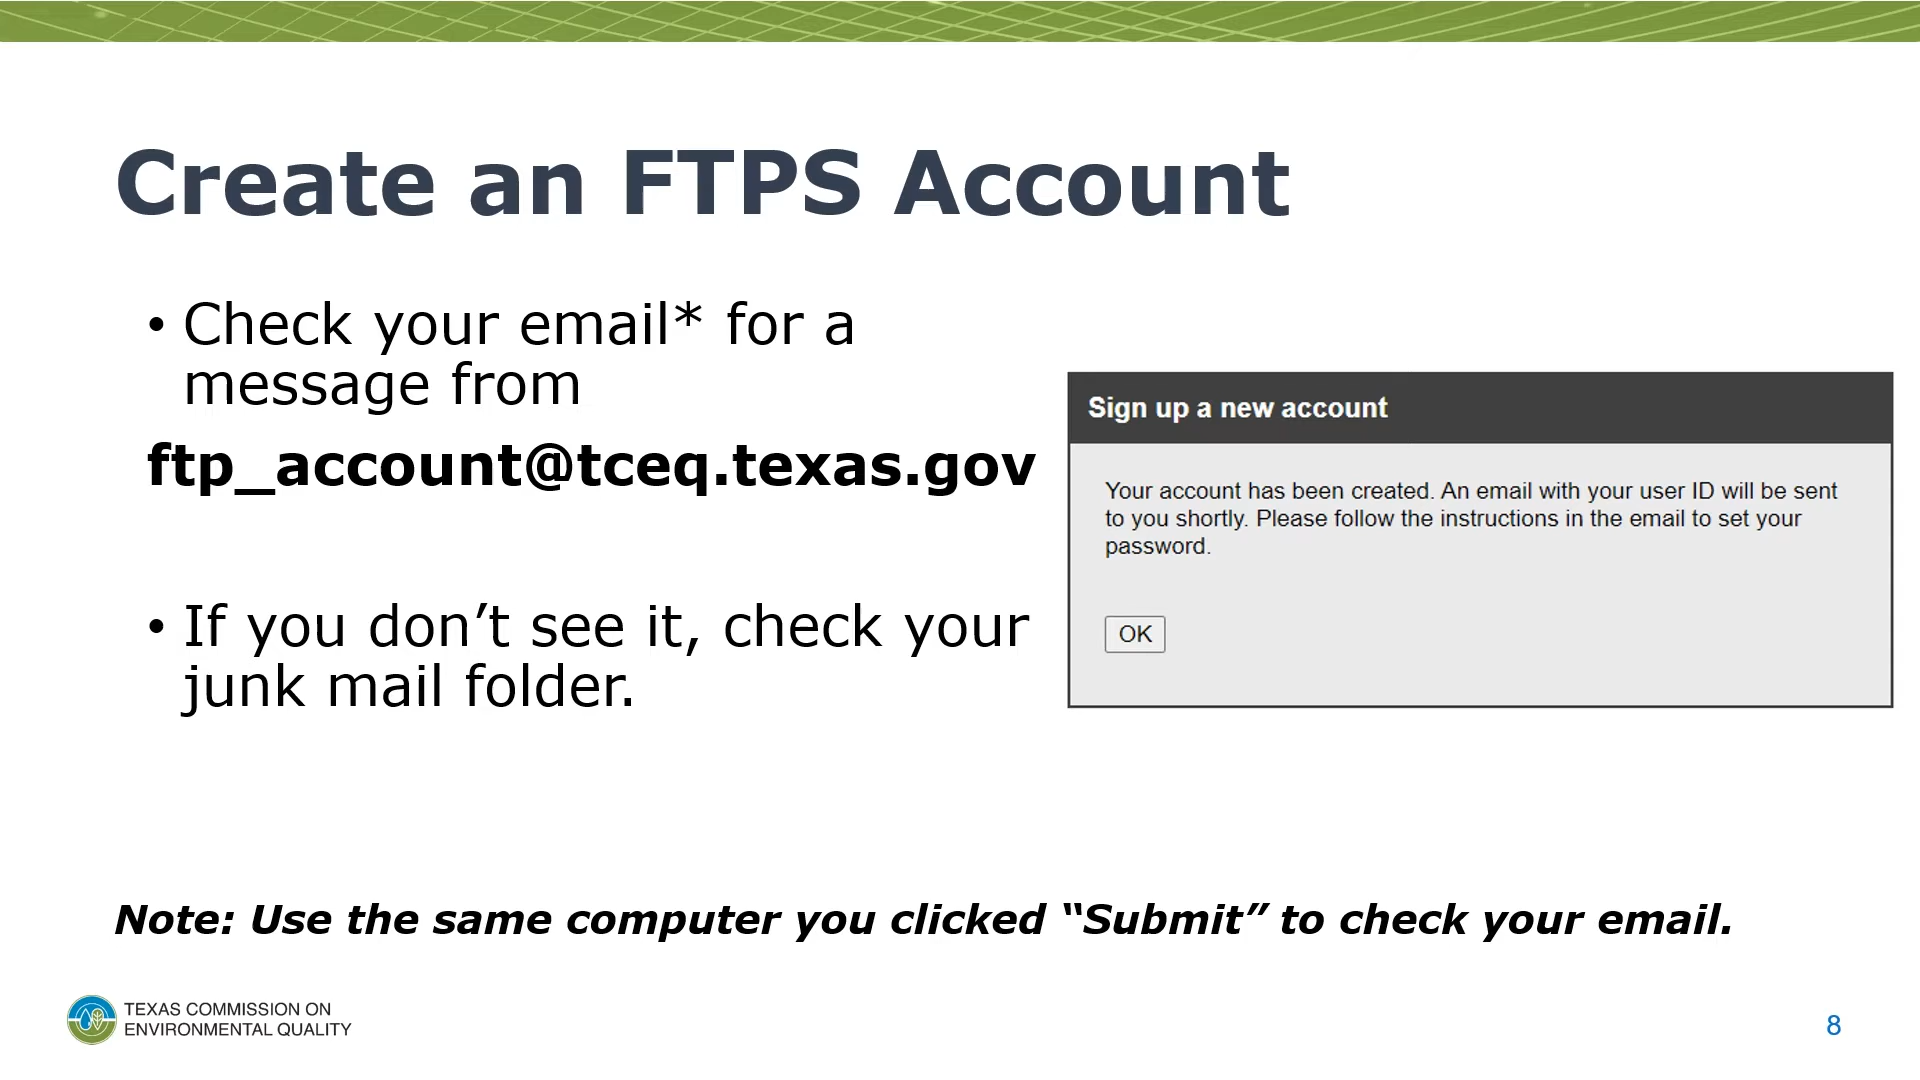 Create an FTPS Account
• Check your email* for a
message from
ftp_account@tceq.texas.gov
• If you don’t see it, check your
junk mail folder.
Sign up a new account
Your account has been created. An email with your user ID will be sent
to you shortly. Please follow the instructions in the email to set your
password.
OK
Note: Use the same computer you clicked “Submit” to check your email.
TEXAS COMMISSION ON
ENVIRONMENTAL QUALITY
8